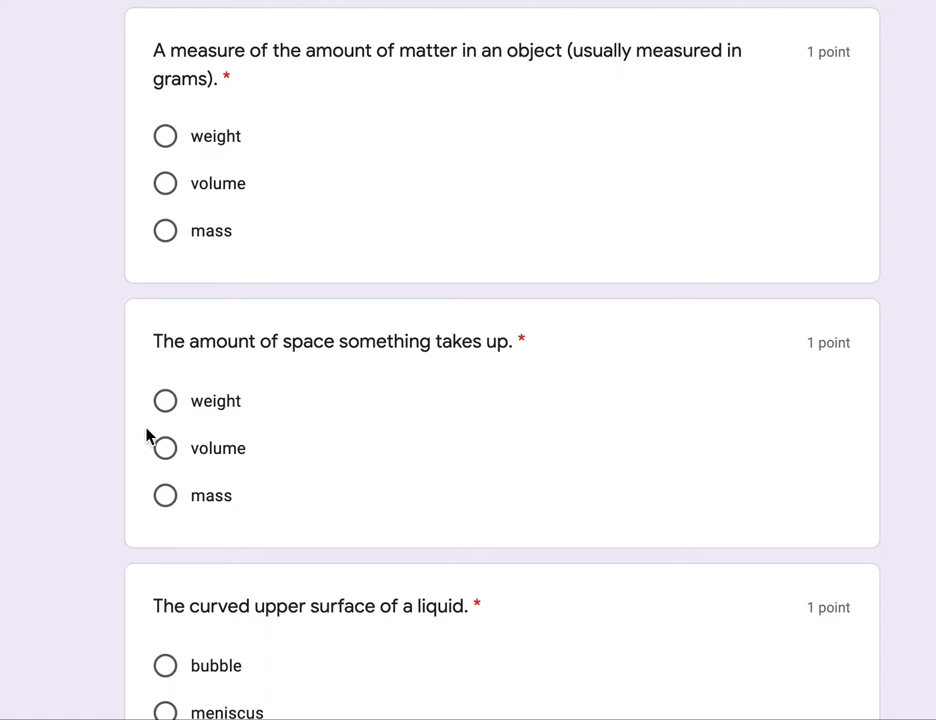 A measure of the amount of matter in an object (usually measured in
grams). *
1 point
weight
volume
mass
The amount of space something takes up. *
1 point
weight
volume
mass
The curved upper surface of a liquid. *
1 point
bubble
meniscus